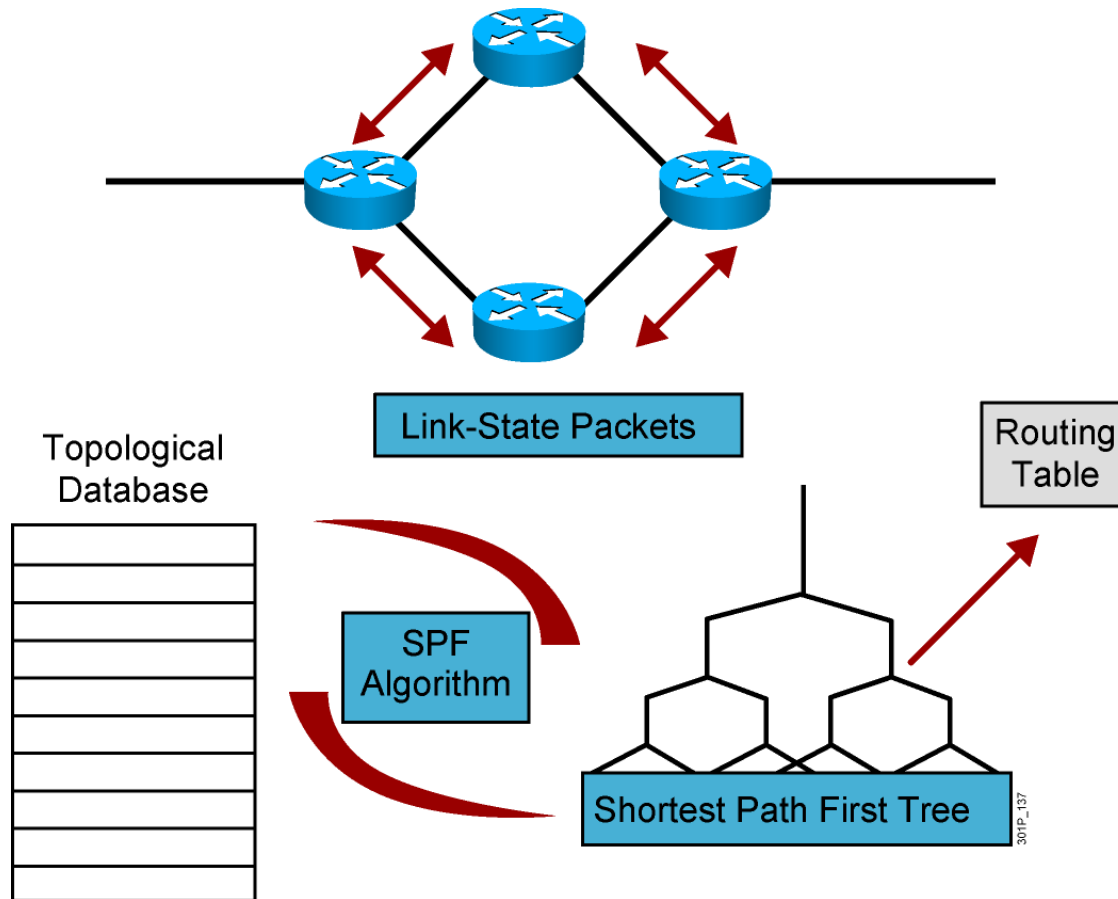 Link-State Packets
Topological
Database
Routing
Table
SPF
Algorithm
Shortest Path First Tree
301P_137